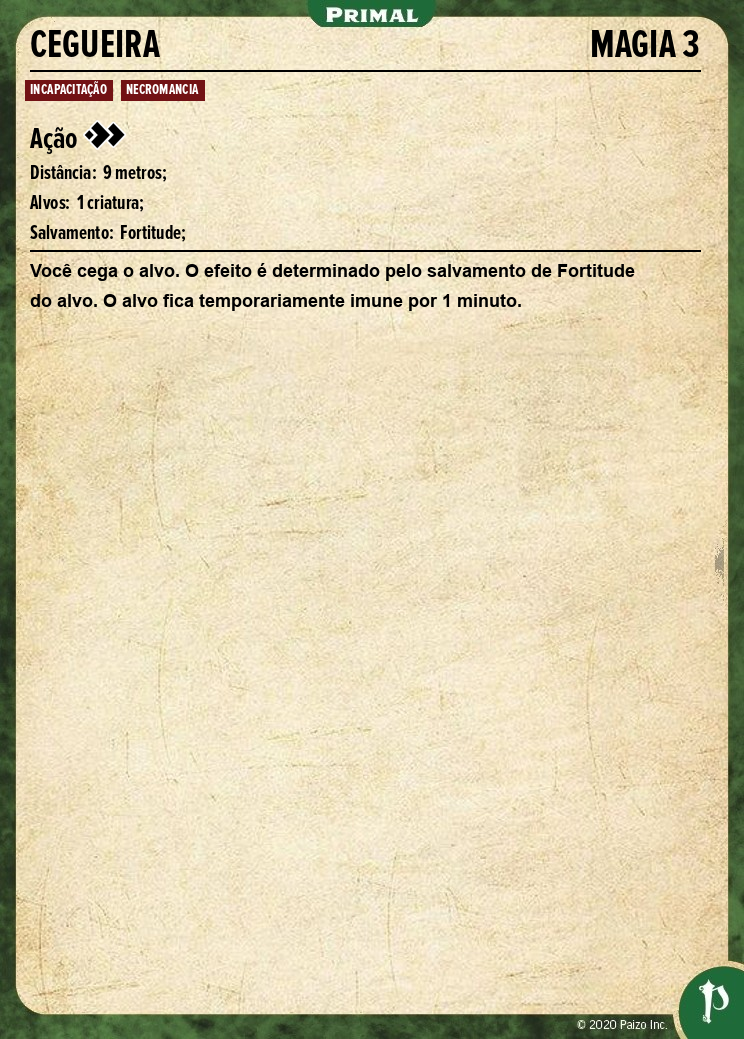 PRIMAL
CEGUEIRA MAGIA 3
INCAPACITAÇÃO NECROMANCIA
Ação
Distância: 9 metros;
Alvos: 1 criatura;
Salvamento: Fortitude;
Você cega o alvo. O efeito é determinado pelo salvamento de Fortitude
do alvo. O alvo fica temporariamente imune por 1 minuto.
© 2020 Paizo Inc.